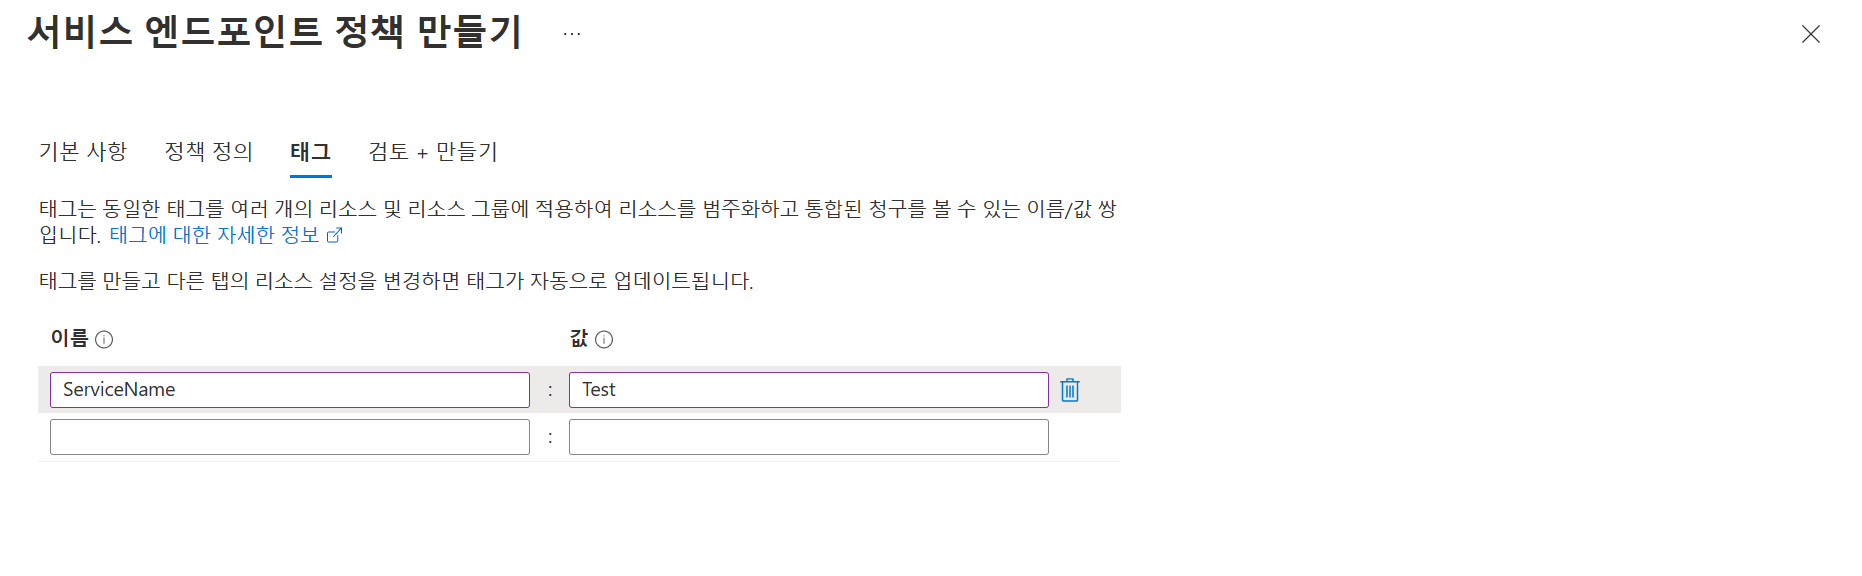 서비스 엔드포인트 정책 만들기 ...
기본 사항 정책 정의 태그 검토 + 만들기
태그는 동일한 태그를 여러 개의 리소스 및 리소스 그룹에 적용하여 리소스를 범주화하고 통합된 청구를 볼 수 있는 이름/값 쌍
입니다. 태그에 대한 자세한 정보
태그를 만들고 다른 탭의 리소스 설정을 변경하면 태그가 자동으로 업데이트됩니다.
이름 값
ServiceName : Test
: